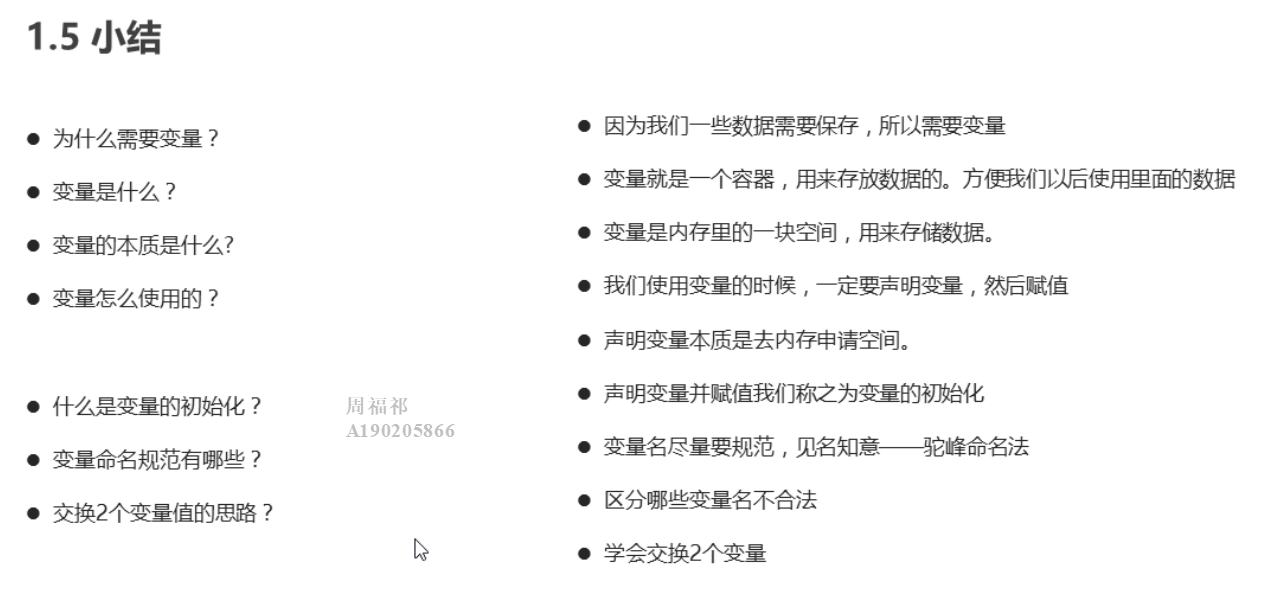 1.5 小结
为什么需要变量？
变量是什么？
变量的本质是什么?
变量怎么使用的？
什么是变量的初始化？
变量命名规范有哪些？
交换2个变量值的思路？
周福祁
A190205866
因为我们一些数据需要保存，所以需要变量
变量就是一个容器，用来存放数据的。方便我们以后使用里面的数据
变量是内存里的一块空间，用来存储数据。
我们使用变量的时候，一定要声明变量，然后赋值
声明变量本质是去内存申请空间。
声明变量并赋值我们称之为变量的初始化
变量名尽量要规范，见名知意——驼峰命名法
区分哪些变量名不合法
学会交换2个变量